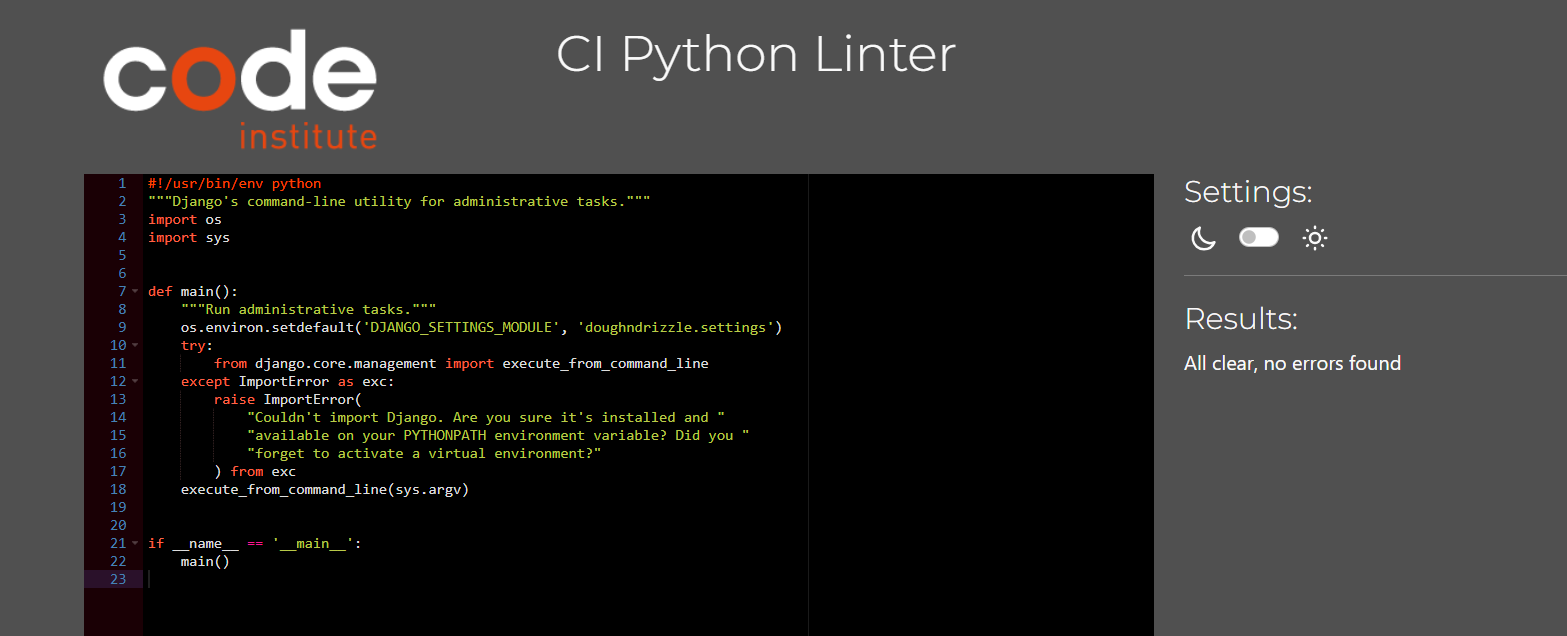 code
institute
CI Python Linter
1 #!/usr/bin/env python
2 """Django's command-line utility for administrative tasks."""
3 import os
4 import sys
5
6
7 def main():
8     """Run administrative tasks."""
9     os.environ.setdefault('DJANGO_SETTINGS_MODULE', 'doughndrizzle.settings')
10     try:
11         from django.core.management import execute_from_command_line
12     except ImportError as exc:
13         raise ImportError(
14             "Couldn't import Django. Are you sure it's installed and "
15             "available on your PYTHONPATH environment variable? Did you "
16             "forget to activate a virtual environment?"
17         ) from exc
18     execute_from_command_line(sys.argv)
19
20
21 if __name__ == '__main__':
22     main()
23
Settings:
Results:
All clear, no errors found